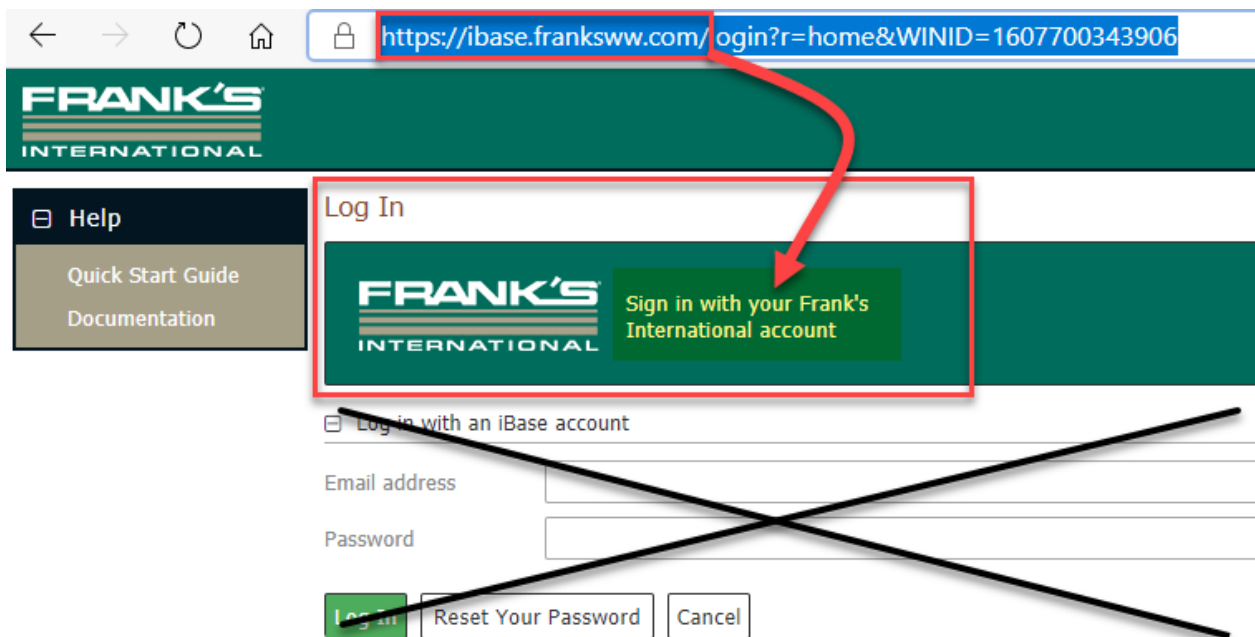 https://ibase.franksww.com/login?r=home&WINID=1607700343906
FRANK'S
INTERNATIONAL
Help
Quick Start Guide
Documentation
Log In
FRANK'S
INTERNATIONAL
Sign in with your Frank's
International account
Log in with an iBase account
Email address
Password
Log In
Reset Your Password
Cancel